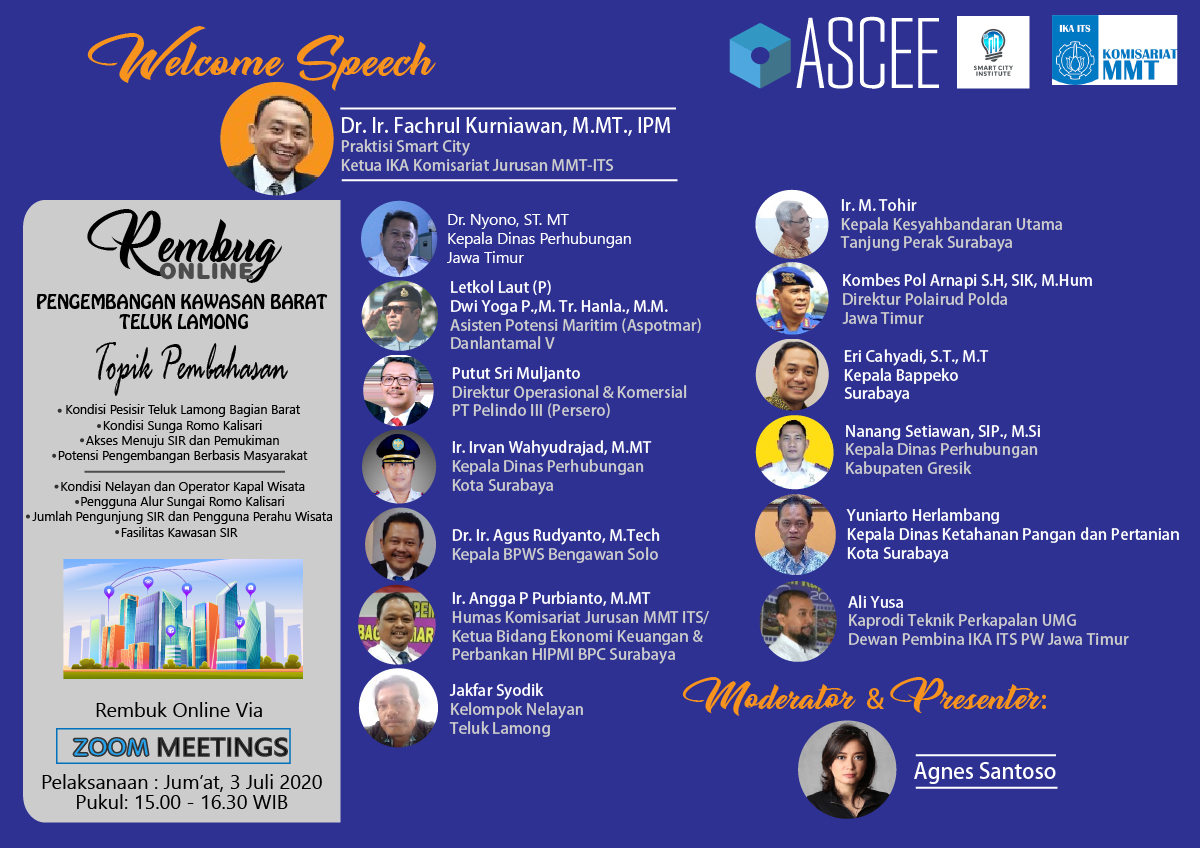 Welcome Speech
ASCEE
SMART CITY
INSTITUTE
IKA ITS
KOMISARIAT
MMT
Dr. Ir. Fachrul Kurniawan, M.MT., IPM
Praktisi Smart City
Ketua IKA Komisariat Jurusan MMT-ITS
Rembug
ONLINE
PENGEMBANGAN KAWASAN BARAT
TELUK LAMONG
Topik Pembahasan
• Kondisi Pesisir Teluk Lamong Bagian Barat
•Kondisi Sunga Romo Kalisari
•Akses Menuju SIR dan Pemukiman
•Potensi Pengembangan Berbasis Masyarakat
•Kondisi Nelayan dan Operator Kapal Wisata
•Pengguna Alur Sungai Romo Kalisari
•Jumlah Pengunjung SIR dan Pengguna Perahu Wisata
•Fasilitas Kawasan SIR
Rembuk Online Via
ZOOM MEETINGS
Pelaksanaan : Jum’at, 3 Juli 2020
Pukul: 15.00 - 16.30 WIB
Dr. Nyono, ST. MT
Kepala Dinas Perhubungan
Jawa Timur
Letkol Laut (P)
Dwi Yoga P.,M. Tr. Hanla., M.M.
Asisten Potensi Maritim (Aspotmar)
Danlantamal V
Putut Sri Muljanto
Direktur Operasional & Komersial
PT Pelindo III (Persero)
Ir. Irvan Wahyudrajad, M.MT
Kepala Dinas Perhubungan
Kota Surabaya
Dr. Ir. Agus Rudyanto, M.Tech
Kepala BPWS Bengawan Solo
Ir. Angga P Purbianto, M.MT
Humas Komisariat Jurusan MMT ITS/
Ketua Bidang Ekonomi Keuangan &
Perbankan HIPMI BPC Surabaya
Jakfar Syodik
Kelompok Nelayan
Teluk Lamong
Ir. M. Tohir
Kepala Kesyahbandaran Utama
Tanjung Perak Surabaya
Kombes Pol Arnapi S.H, SIK, M.Hum
Direktur Polairud Polda
Jawa Timur
Eri Cahyadi, S.T., M.T
Kepala Bappeko
Surabaya
Nanang Setiawan, SIP., M.Si
Kepala Dinas Perhubungan
Kabupaten Gresik
Yuniarto Herlambang
Kepala Dinas Ketahanan Pangan dan Pertanian
Kota Surabaya
Ali Yusa
Kaprodi Teknik Perkapalan UMG
Dewan Pembina IKA ITS PW Jawa Timur
Moderator & Presenter:
Agnes Santoso